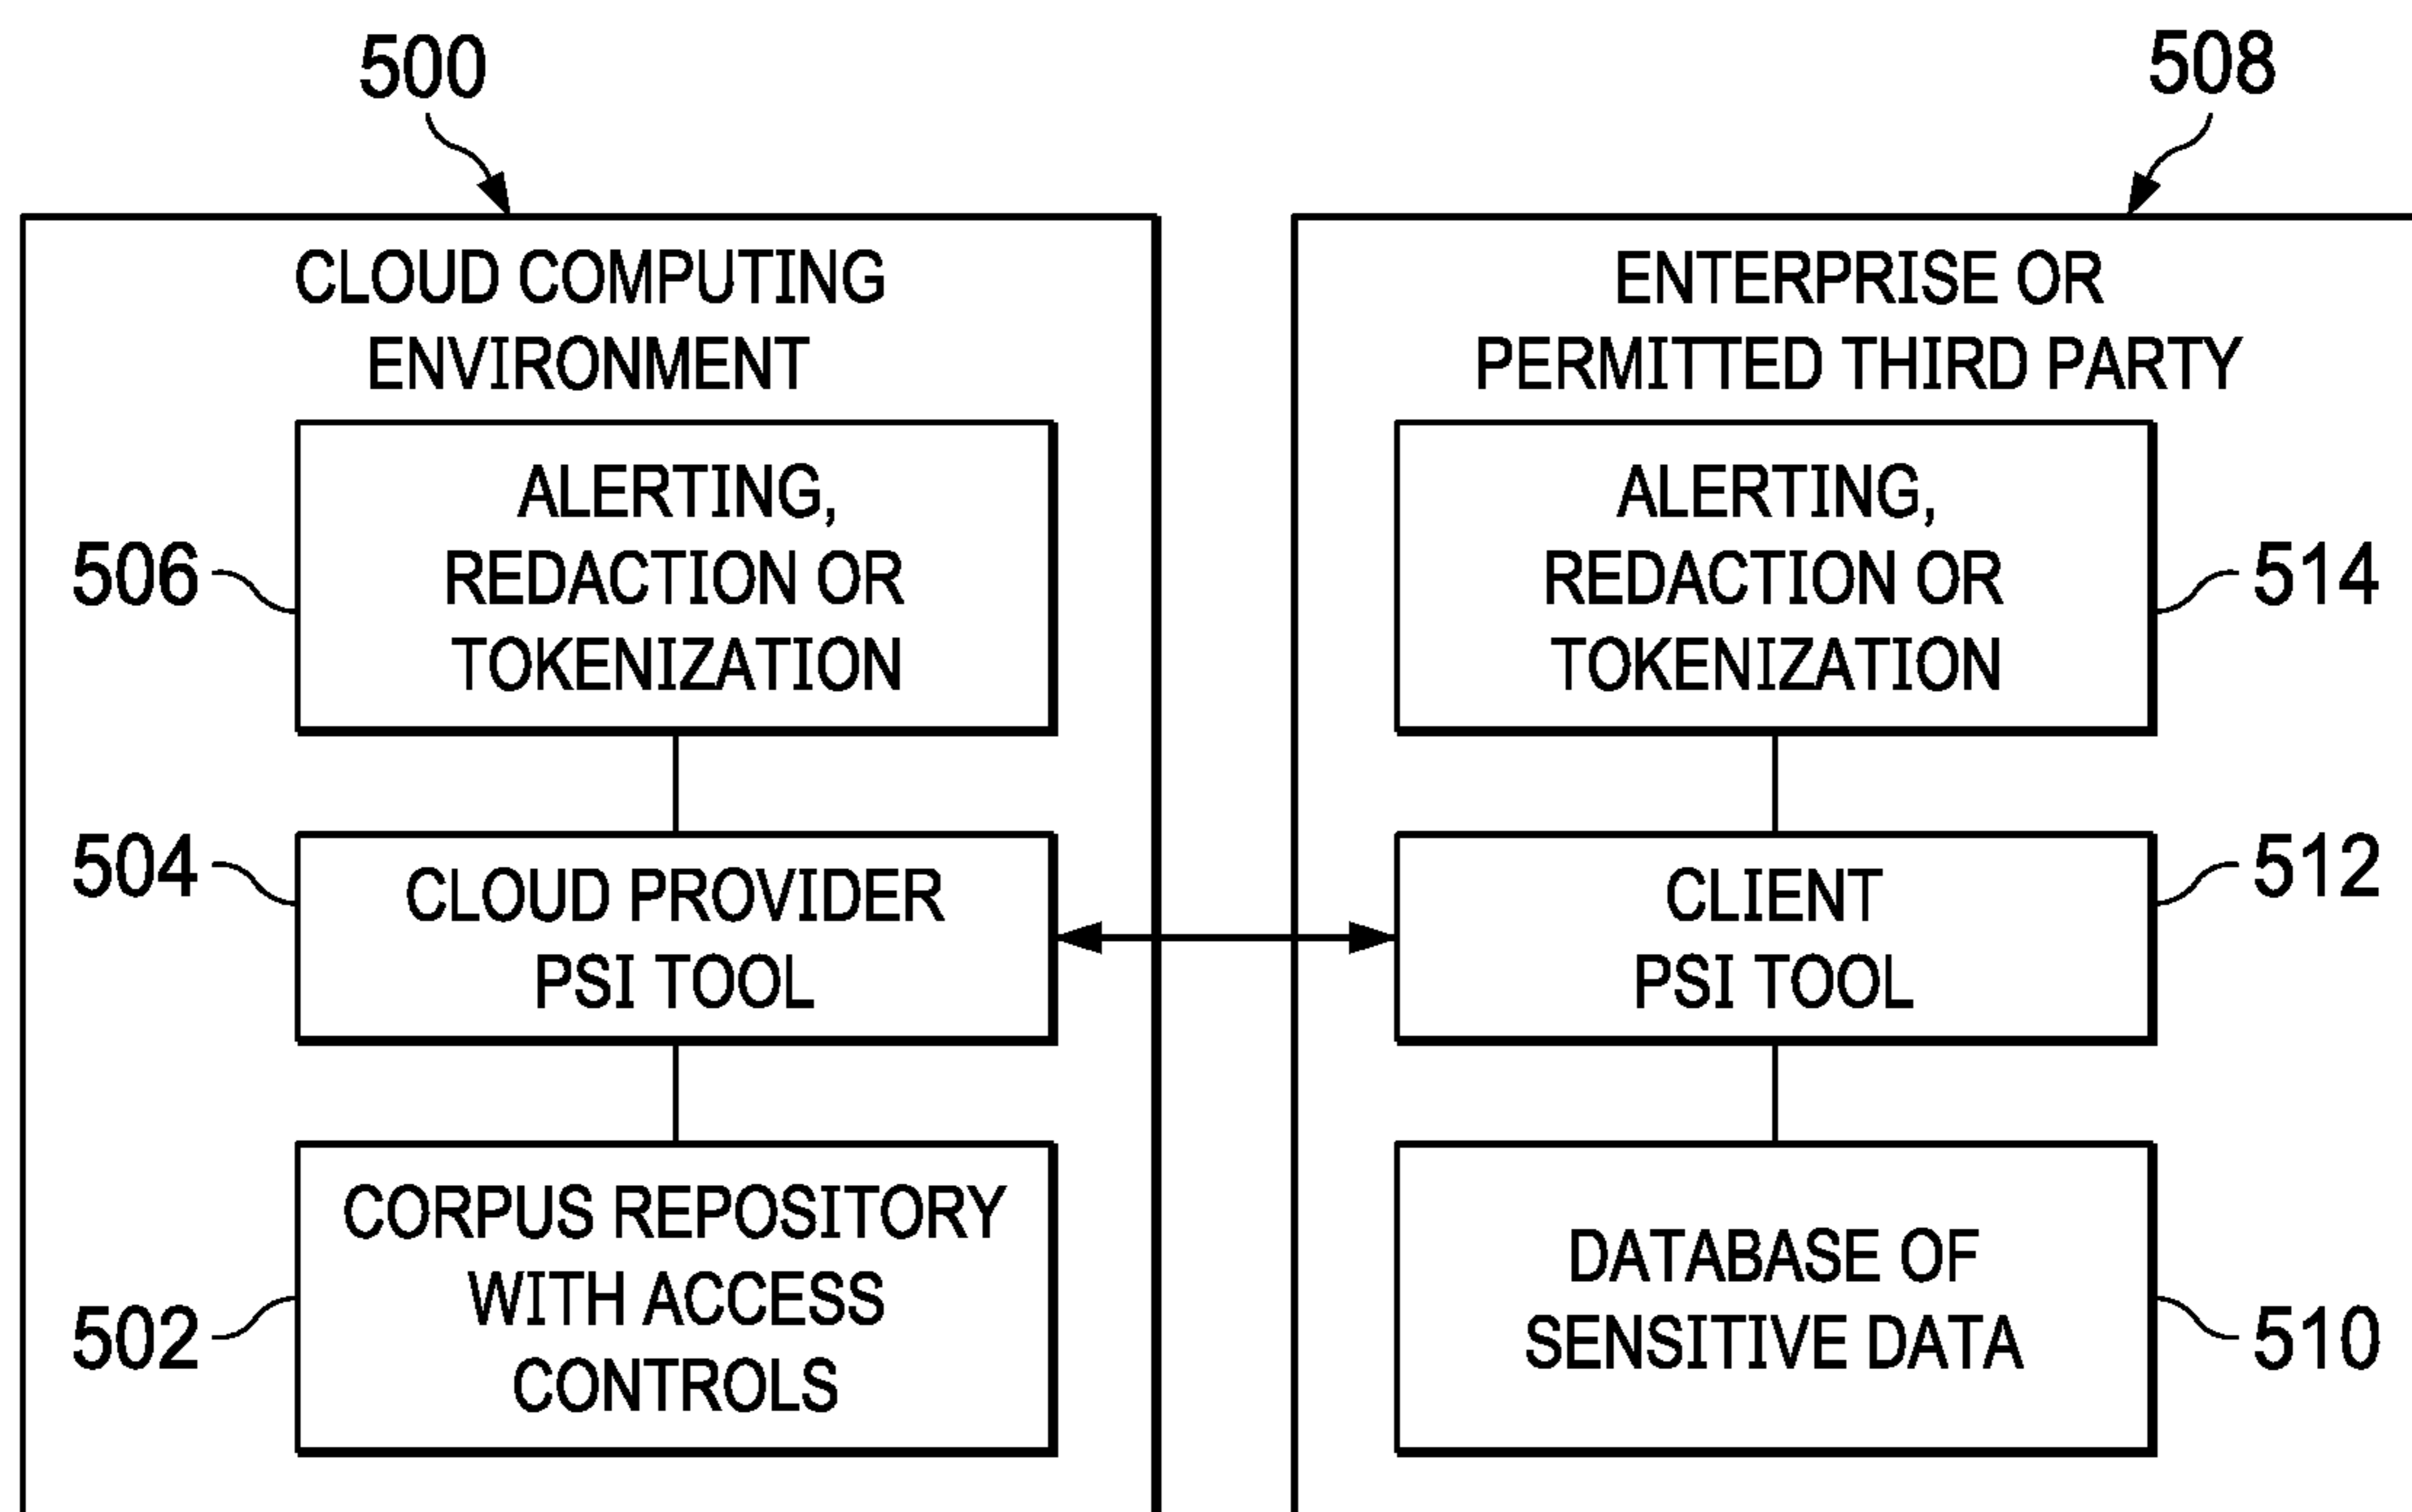 500
508
CLOUD COMPUTING
ENVIRONMENT
ALERTING,
REDACTION OR
TOKENIZATION
506
CLOUD PROVIDER
PSI TOOL
504
CORPUS REPOSITORY
WITH ACCESS
CONTROLS
502
ENTERPRISE OR
PERMITTED THIRD PARTY
ALERTING,
REDACTION OR
TOKENIZATION
514
CLIENT
PSI TOOL
512
DATABASE OF
SENSITIVE DATA
510